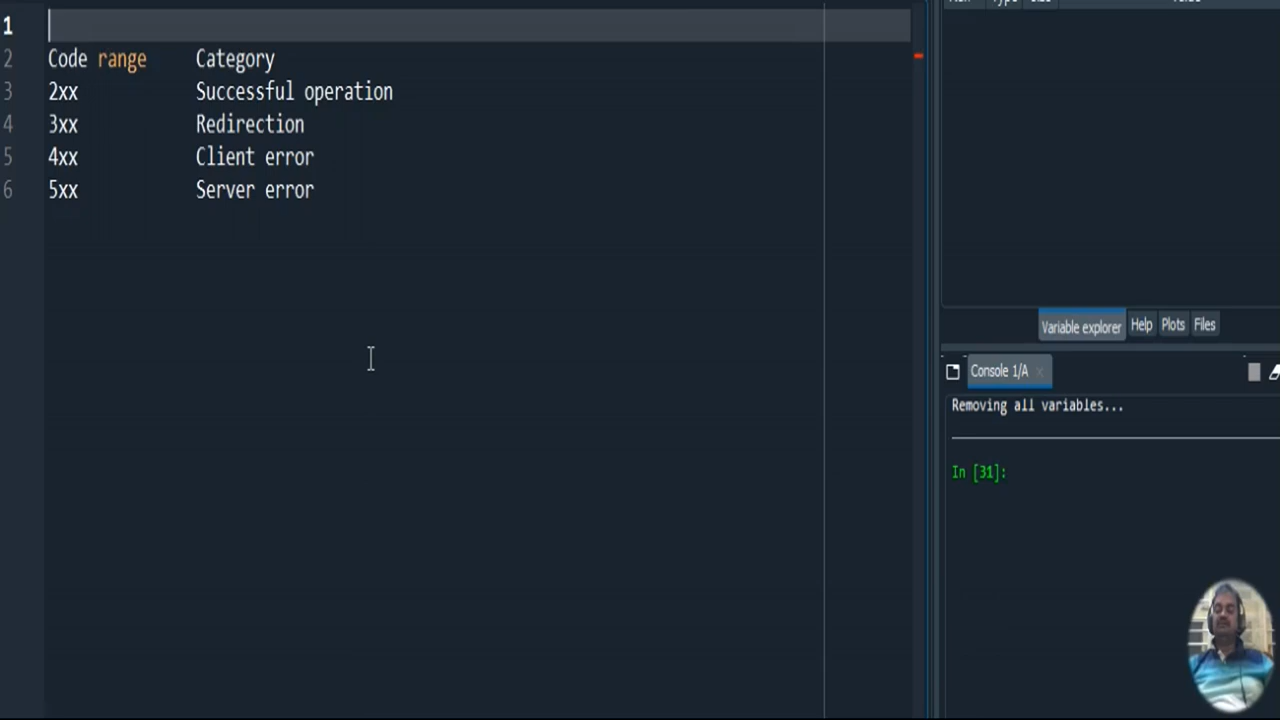 1
2 Code range Category
3 2xx Successful operation
4 3xx Redirection
5 4xx Client error
6 5xx Server error
Variable explorer Help Plots Files
Console 1/A
Removing all variables...
In [31]: